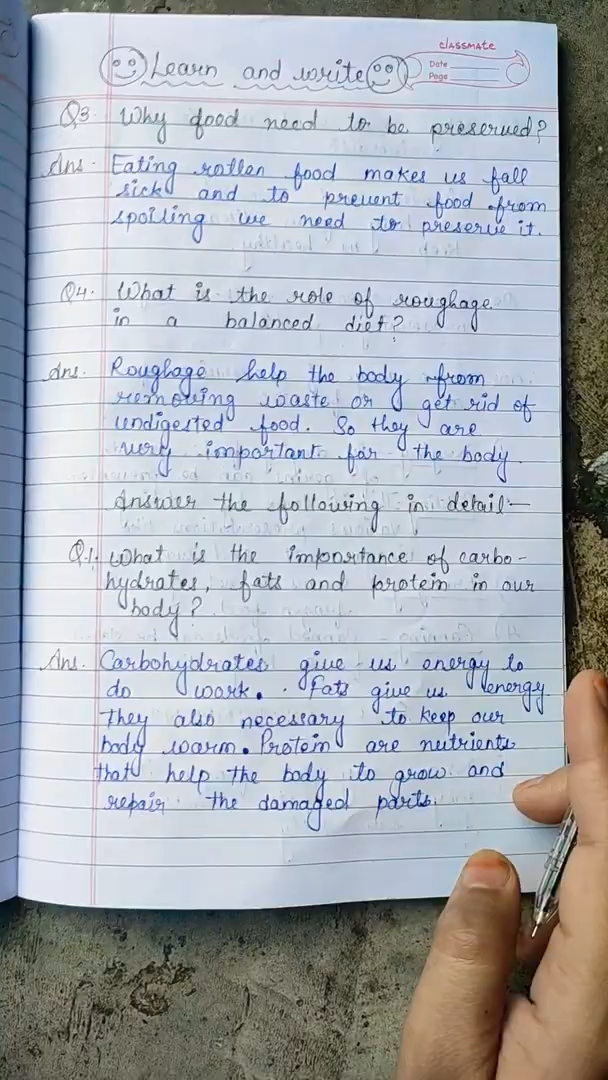 classmate
Date
Page
Learn and write
Q3 Why food need to be preserved?
Ans. Eating rotten food makes us fall
sick and to prevent food from
spoiling we need to preserve it.
Q4. What is the role of roughage
in a balanced diet?
Ans. Roughage help the body from
removing waste or get rid of
undigested food. So they are
very important for the body
Answer the following in detail:-
Q.1. What is the importance of carbo-
hydrates, fats and protein in our
body?
Ans. Carbohydrates give us energy to
do work. Fats give us energy
They also necessary to keep our
body warm. Protein are nutrients
that help the body to grow and
repair the damaged parts.